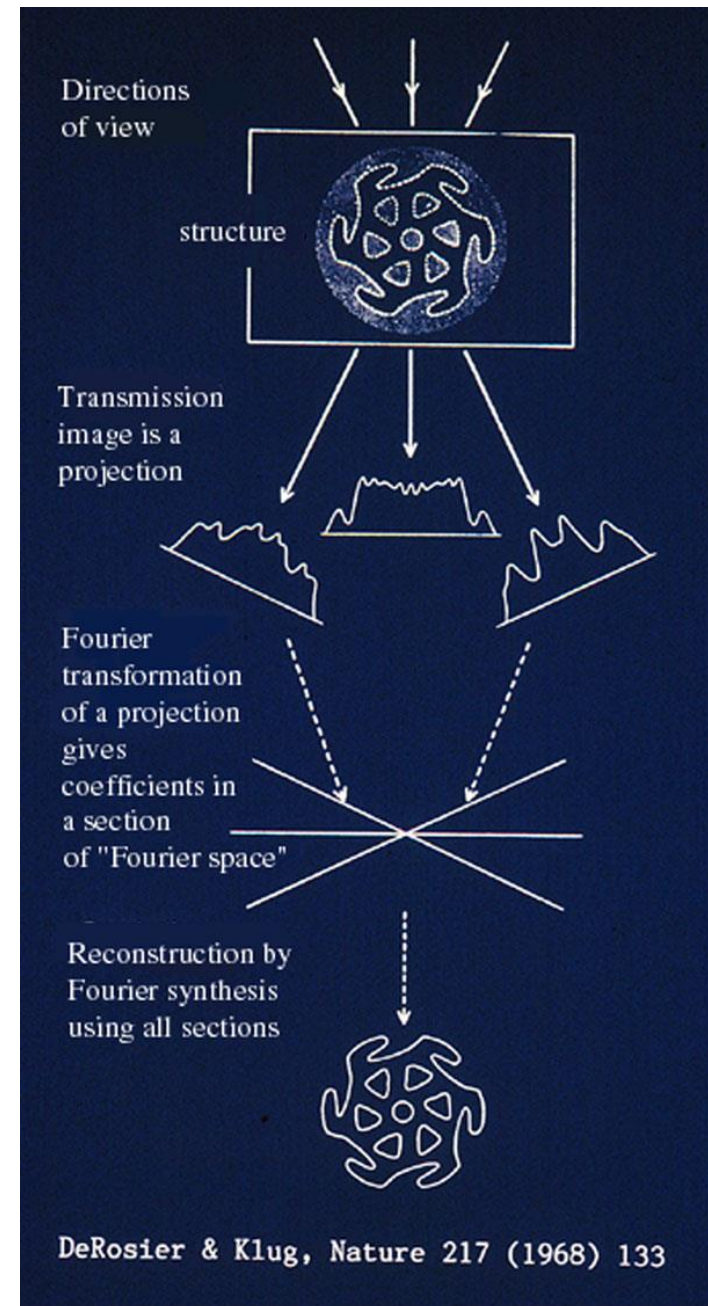 Directions
of view
structure
Transmission
image is a
projection
Fourier
transformation
of a projection
gives
coefficients in
a section
of "Fourier space"
Reconstruction by
Fourier synthesis
using all sections
DeRosier & Klug, Nature 217 (1968) 133